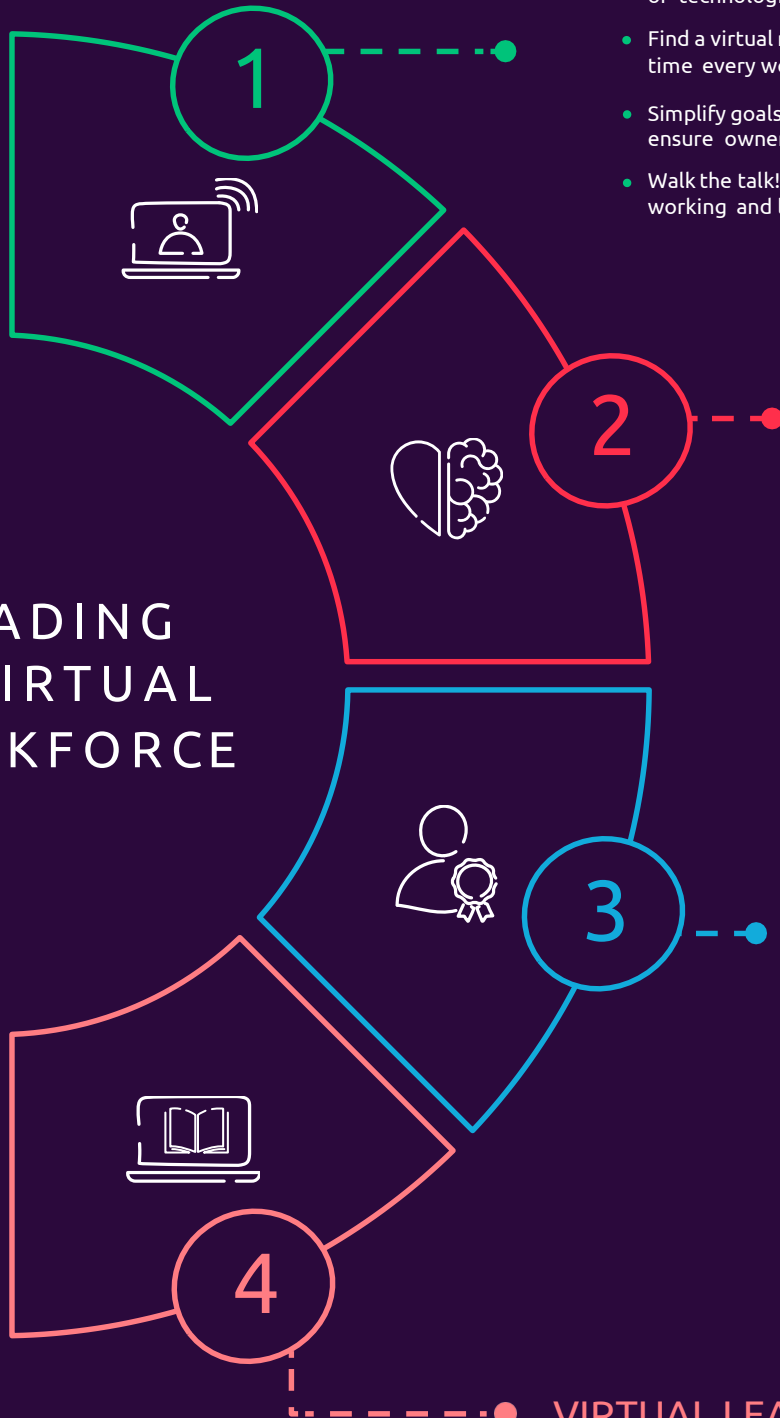 1
Find a virtual
time every
Simplify goals
ensure
Walk the talk!
working and
2
ADING
IRTUAL
KFORCE
3
4
VIRTUAL